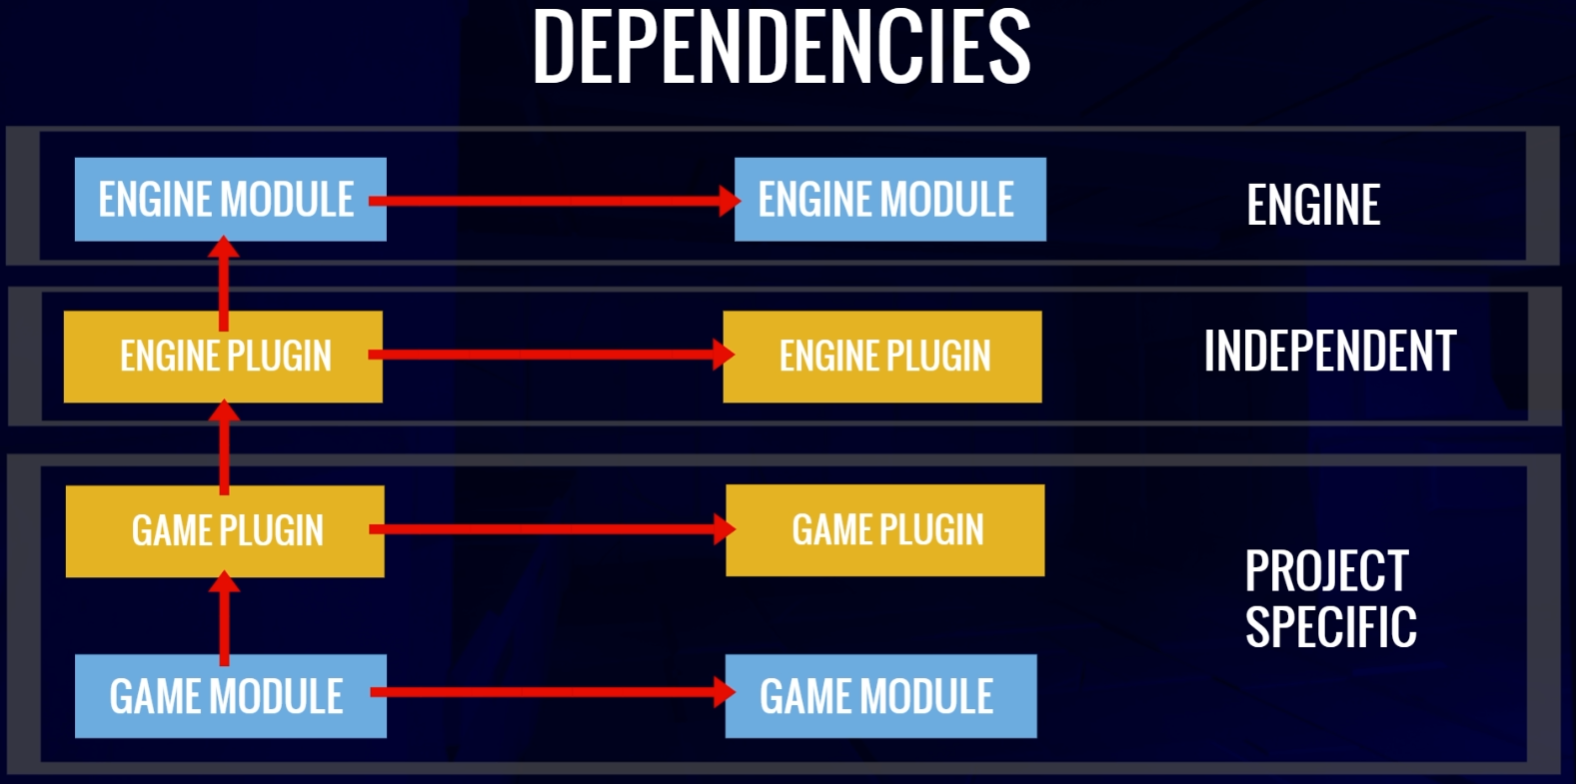 DEPENDENCIES
ENGINE MODULE
ENGINE MODULE
ENGINE
ENGINE PLUGIN
ENGINE PLUGIN
INDEPENDENT
GAME PLUGIN
GAME PLUGIN
PROJECT
SPECIFIC
GAME MODULE
GAME MODULE